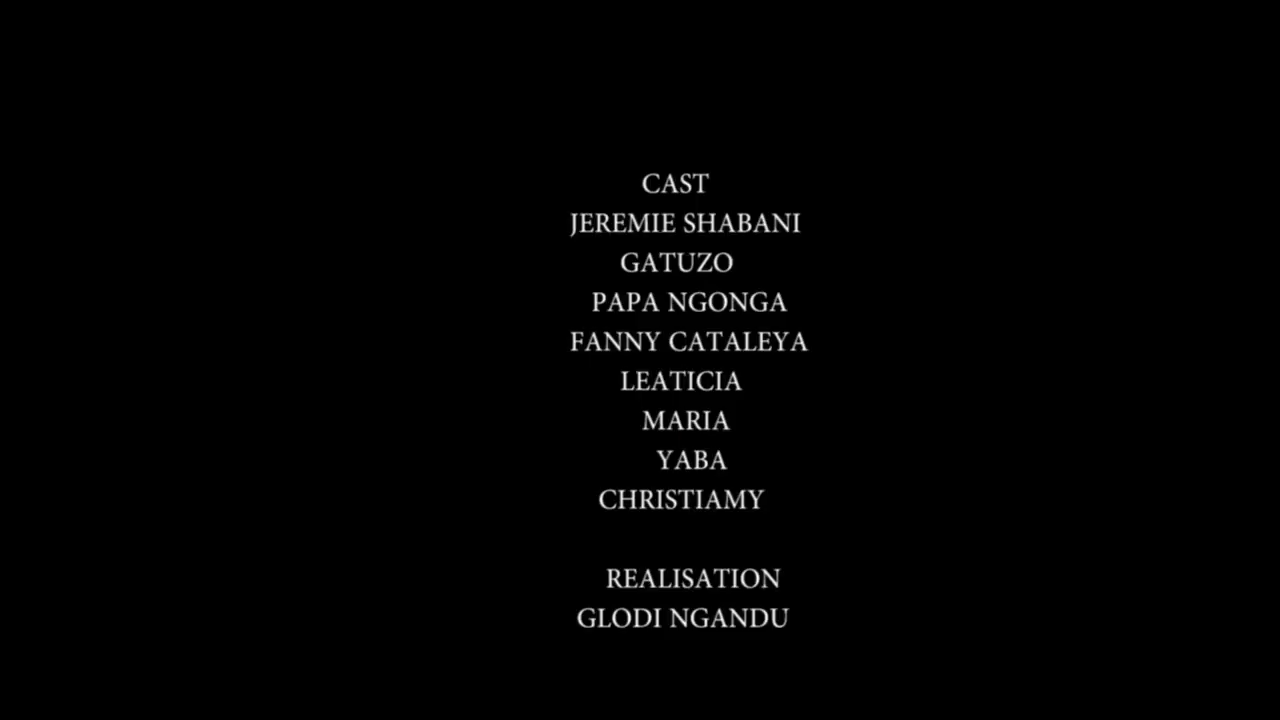 CAST
JEREMIE SHABANI
GATUZO
PAPA NGONGA
FANNY CATALEYA
LEATICIA
MARIA
YABA
CHRISTIAMY
REALISATION
GLODI NGANDU